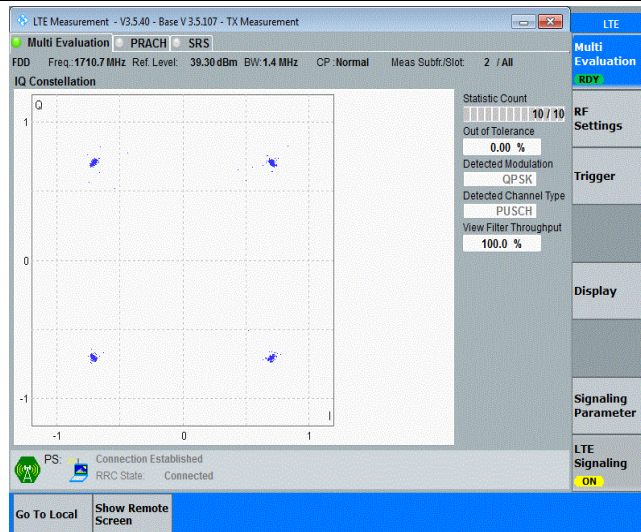 LTE Measurement - V3.5.40 - Base V 3.5.107 - TX Measurement
LTE
Multi Evaluation PRACH SRS
FDD Freq.:1710.7 MHz Ref. Level: 39.30 dBm BW:1.4 MHz CP :Normal Meas Subfr./Slot: 2 / All
IQ Constellation
Q
1
0
-1
-1 0 1
I
Statistic Count
10 / 10
Out of Tolerance
0.00 %
Detected Modulation
QPSK
Detected Channel Type
PUSCH
View Filter Throughput
100.0 %
PS:
Connection Established
RRC State: Connected
Multi
Evaluation
RDY
RF
Settings
Trigger
Display
Signaling
Parameter
LTE
Signaling
ON
Go To Local
Show Remote
Screen